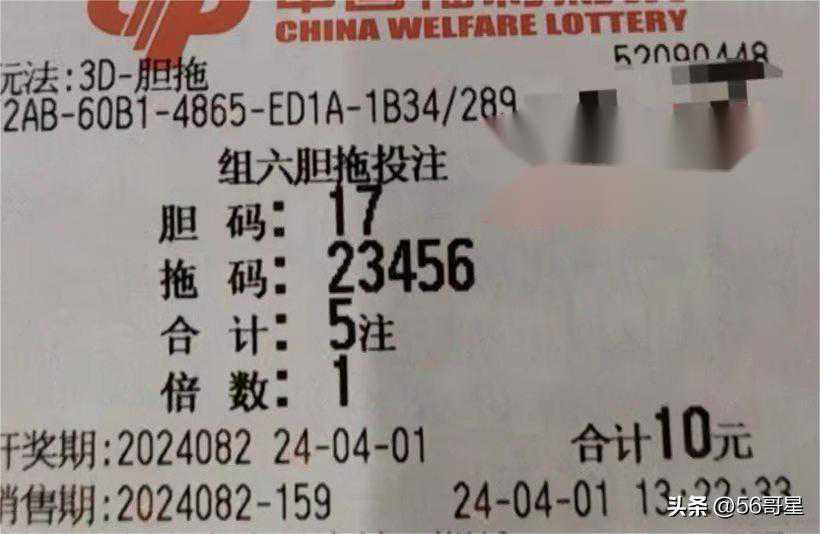 CHINA WELFARE LOTTERY
52090448
玩法:3D-胆拖
2AB-60B1-4865-ED1A-1B34/289
组六胆拖投注
胆 码: 17
拖 码: 23456
合 计: 5注
倍 数: 1
开奖期:2024082 24-04-01 合计10元
销售期:2024082-159 24-04-01 13:22:33
头条 @56哥星